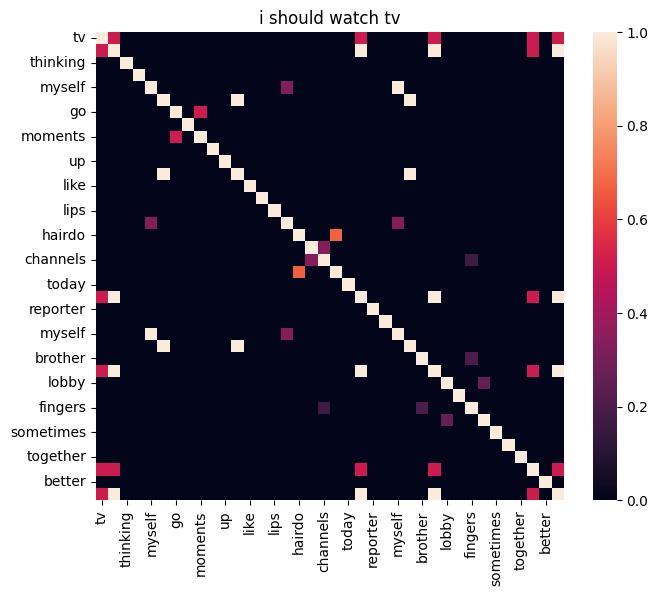 i should watch tv
tv
thinking
myself
go
moments
up
like
lips
hairdo
channels
today
reporter
myself
brother
lobby
fingers
sometimes
together
better
1.0
0.8
0.6
0.4
0.2
0.0
tv
thinking
myself
go
moments
up
like
lips
hairdo
channels
today
reporter
myself
brother
lobby
fingers
sometimes
together
better